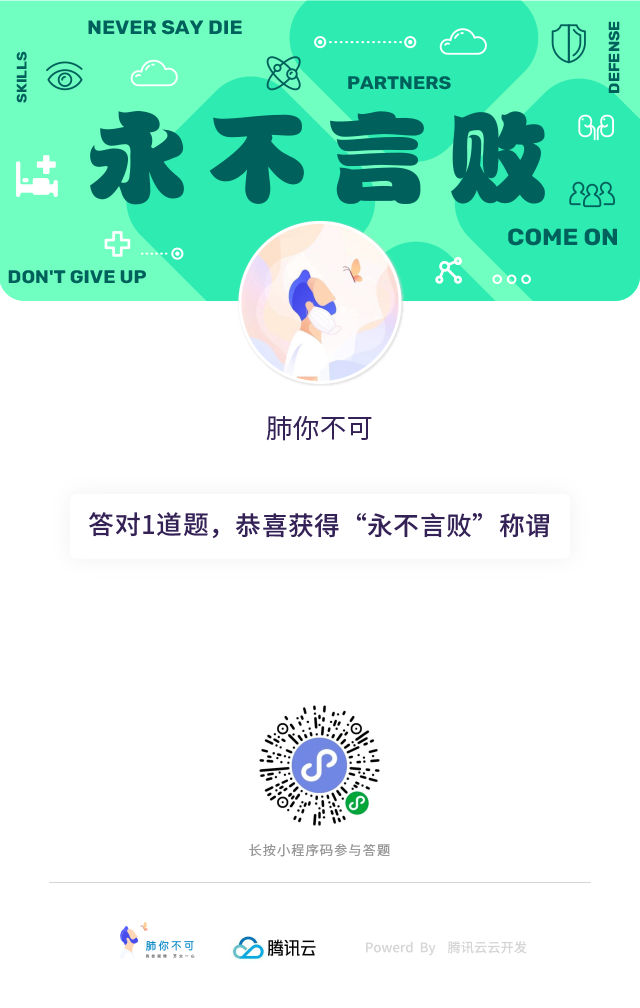 NEVER SAY DIE
SKILLS
PARTNERS
DEFENSE
永不言败
COME ON
DON'T GIVE UP
肺你不可
答对1道题，恭喜获得“永不言败”称谓
长按小程序码参与答题
肺你不可
腾讯云
Powerd By 腾讯云云开发